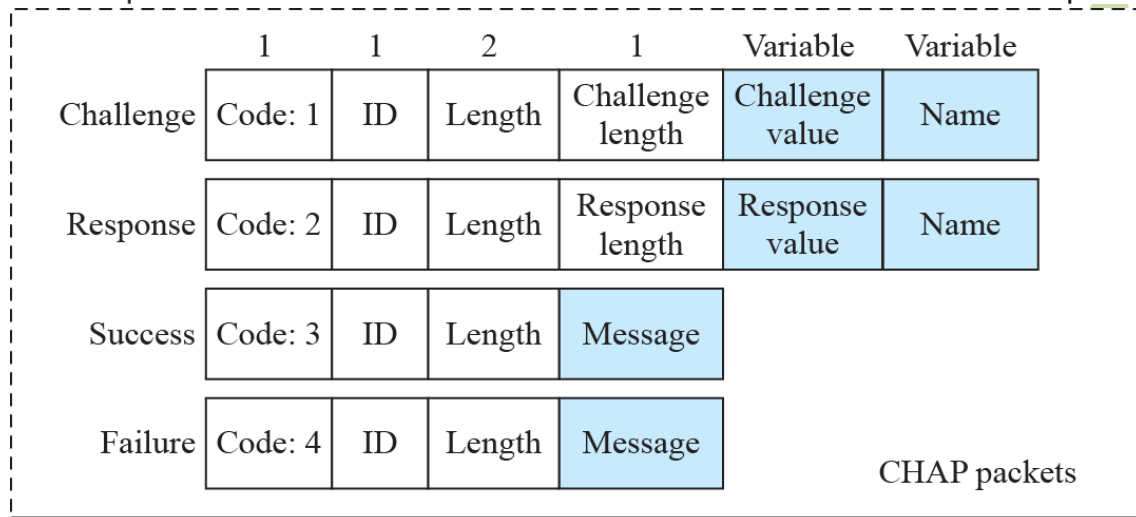 1 1 2 1 Variable Variable
Challenge Code: 1 ID Length Challenge length Challenge value Name
Response Code: 2 ID Length Response length Response value Name
Success Code: 3 ID Length Message
Failure Code: 4 ID Length Message
CHAP packets